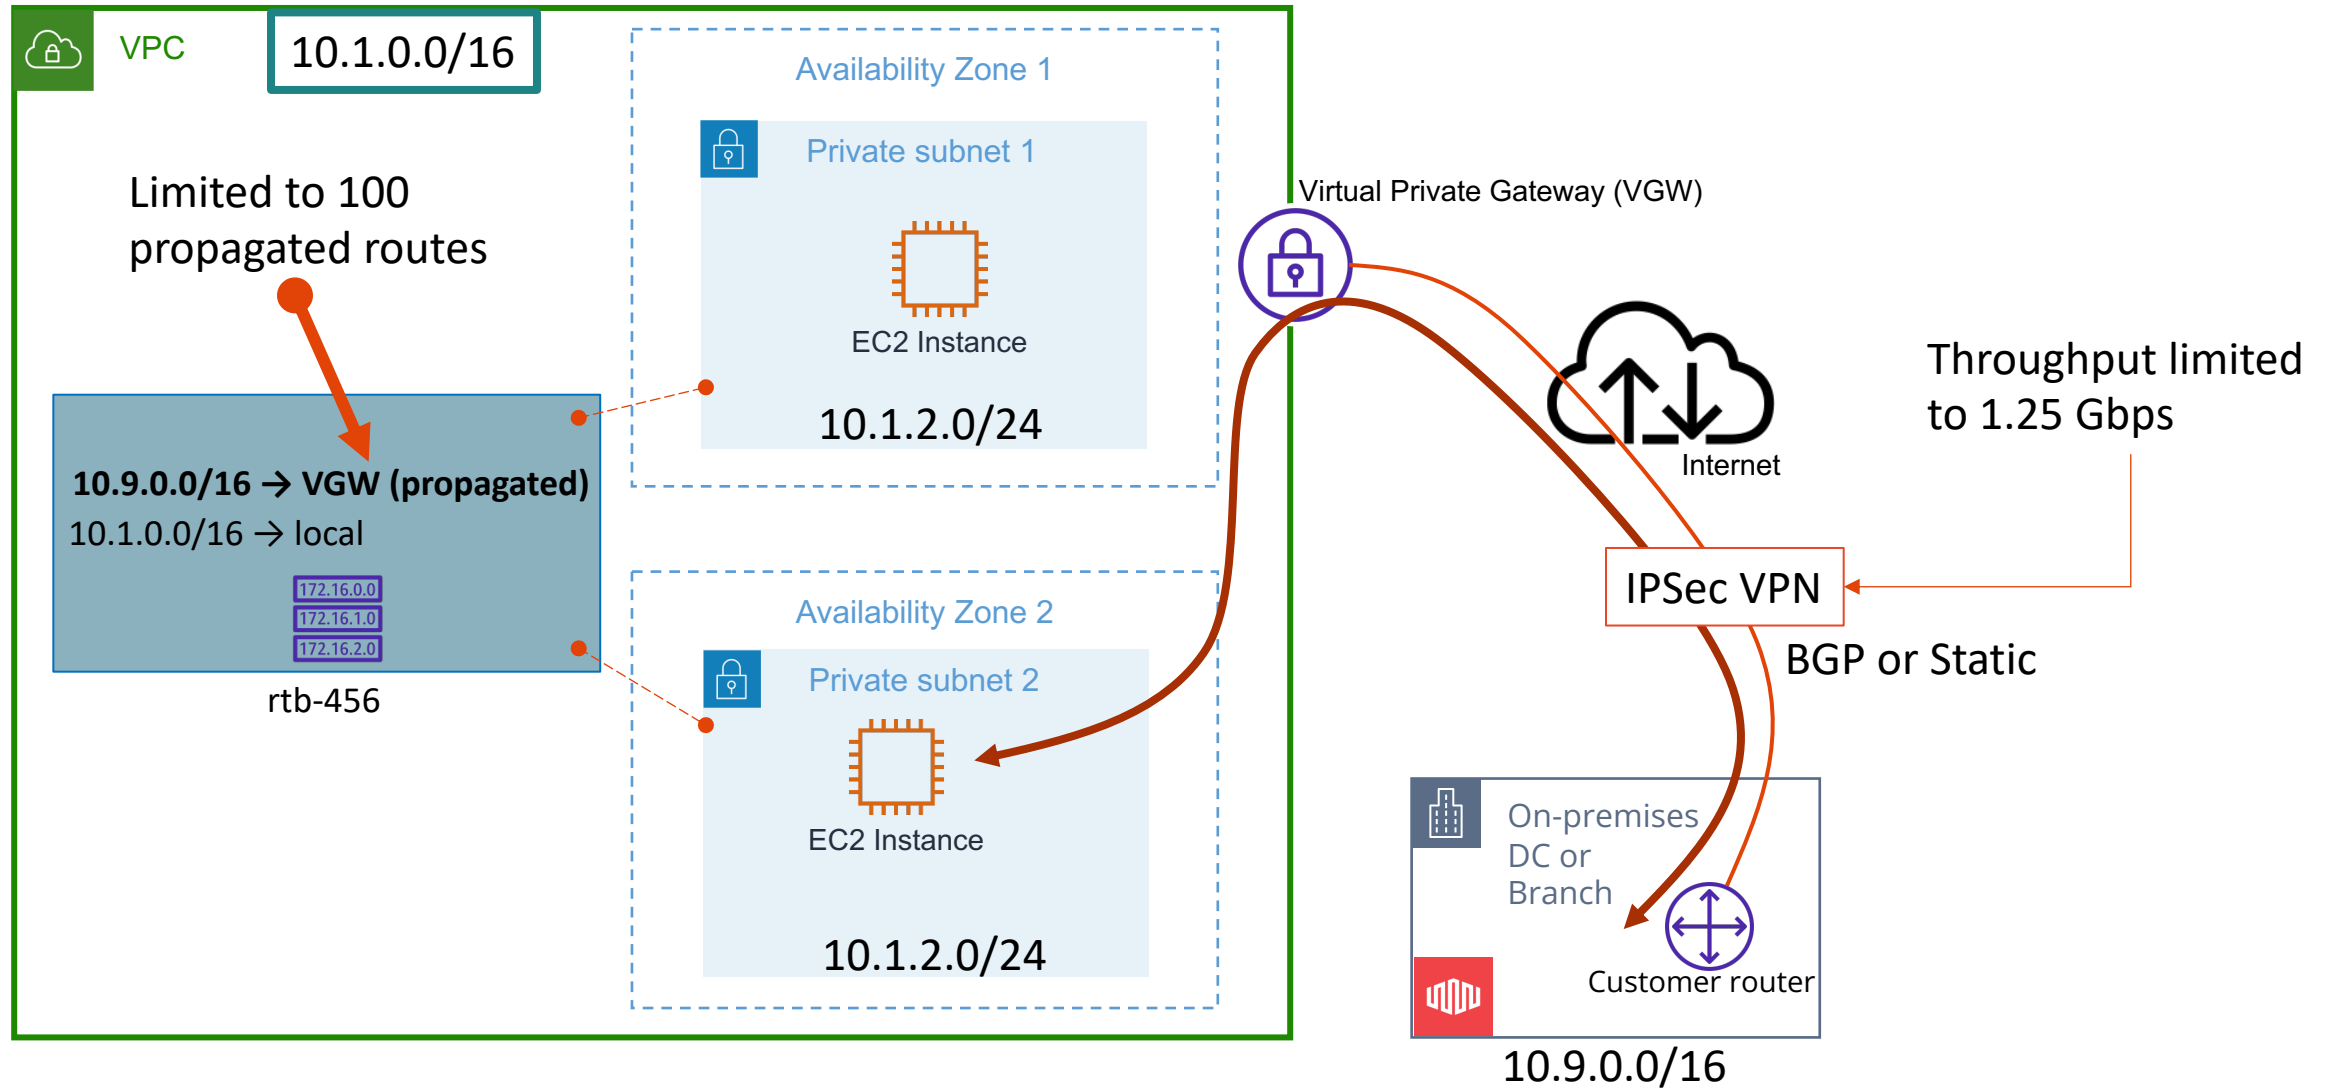 VPC
10.1.0.0/16
Limited to 100
propagated routes
10.9.0.0/16 → VGW (propagated)
10.1.0.0/16 → local
172.16.0.0
172.16.1.0
172.16.2.0
rtb-456
Availability Zone 1
Private subnet 1
EC2 Instance
10.1.2.0/24
Availability Zone 2
Private subnet 2
EC2 Instance
10.1.2.0/24
Virtual Private Gateway (VGW)
Internet
Throughput limited
to 1.25 Gbps
IPSec VPN
BGP or Static
On-premises
DC or
Branch
Customer router
10.9.0.0/16